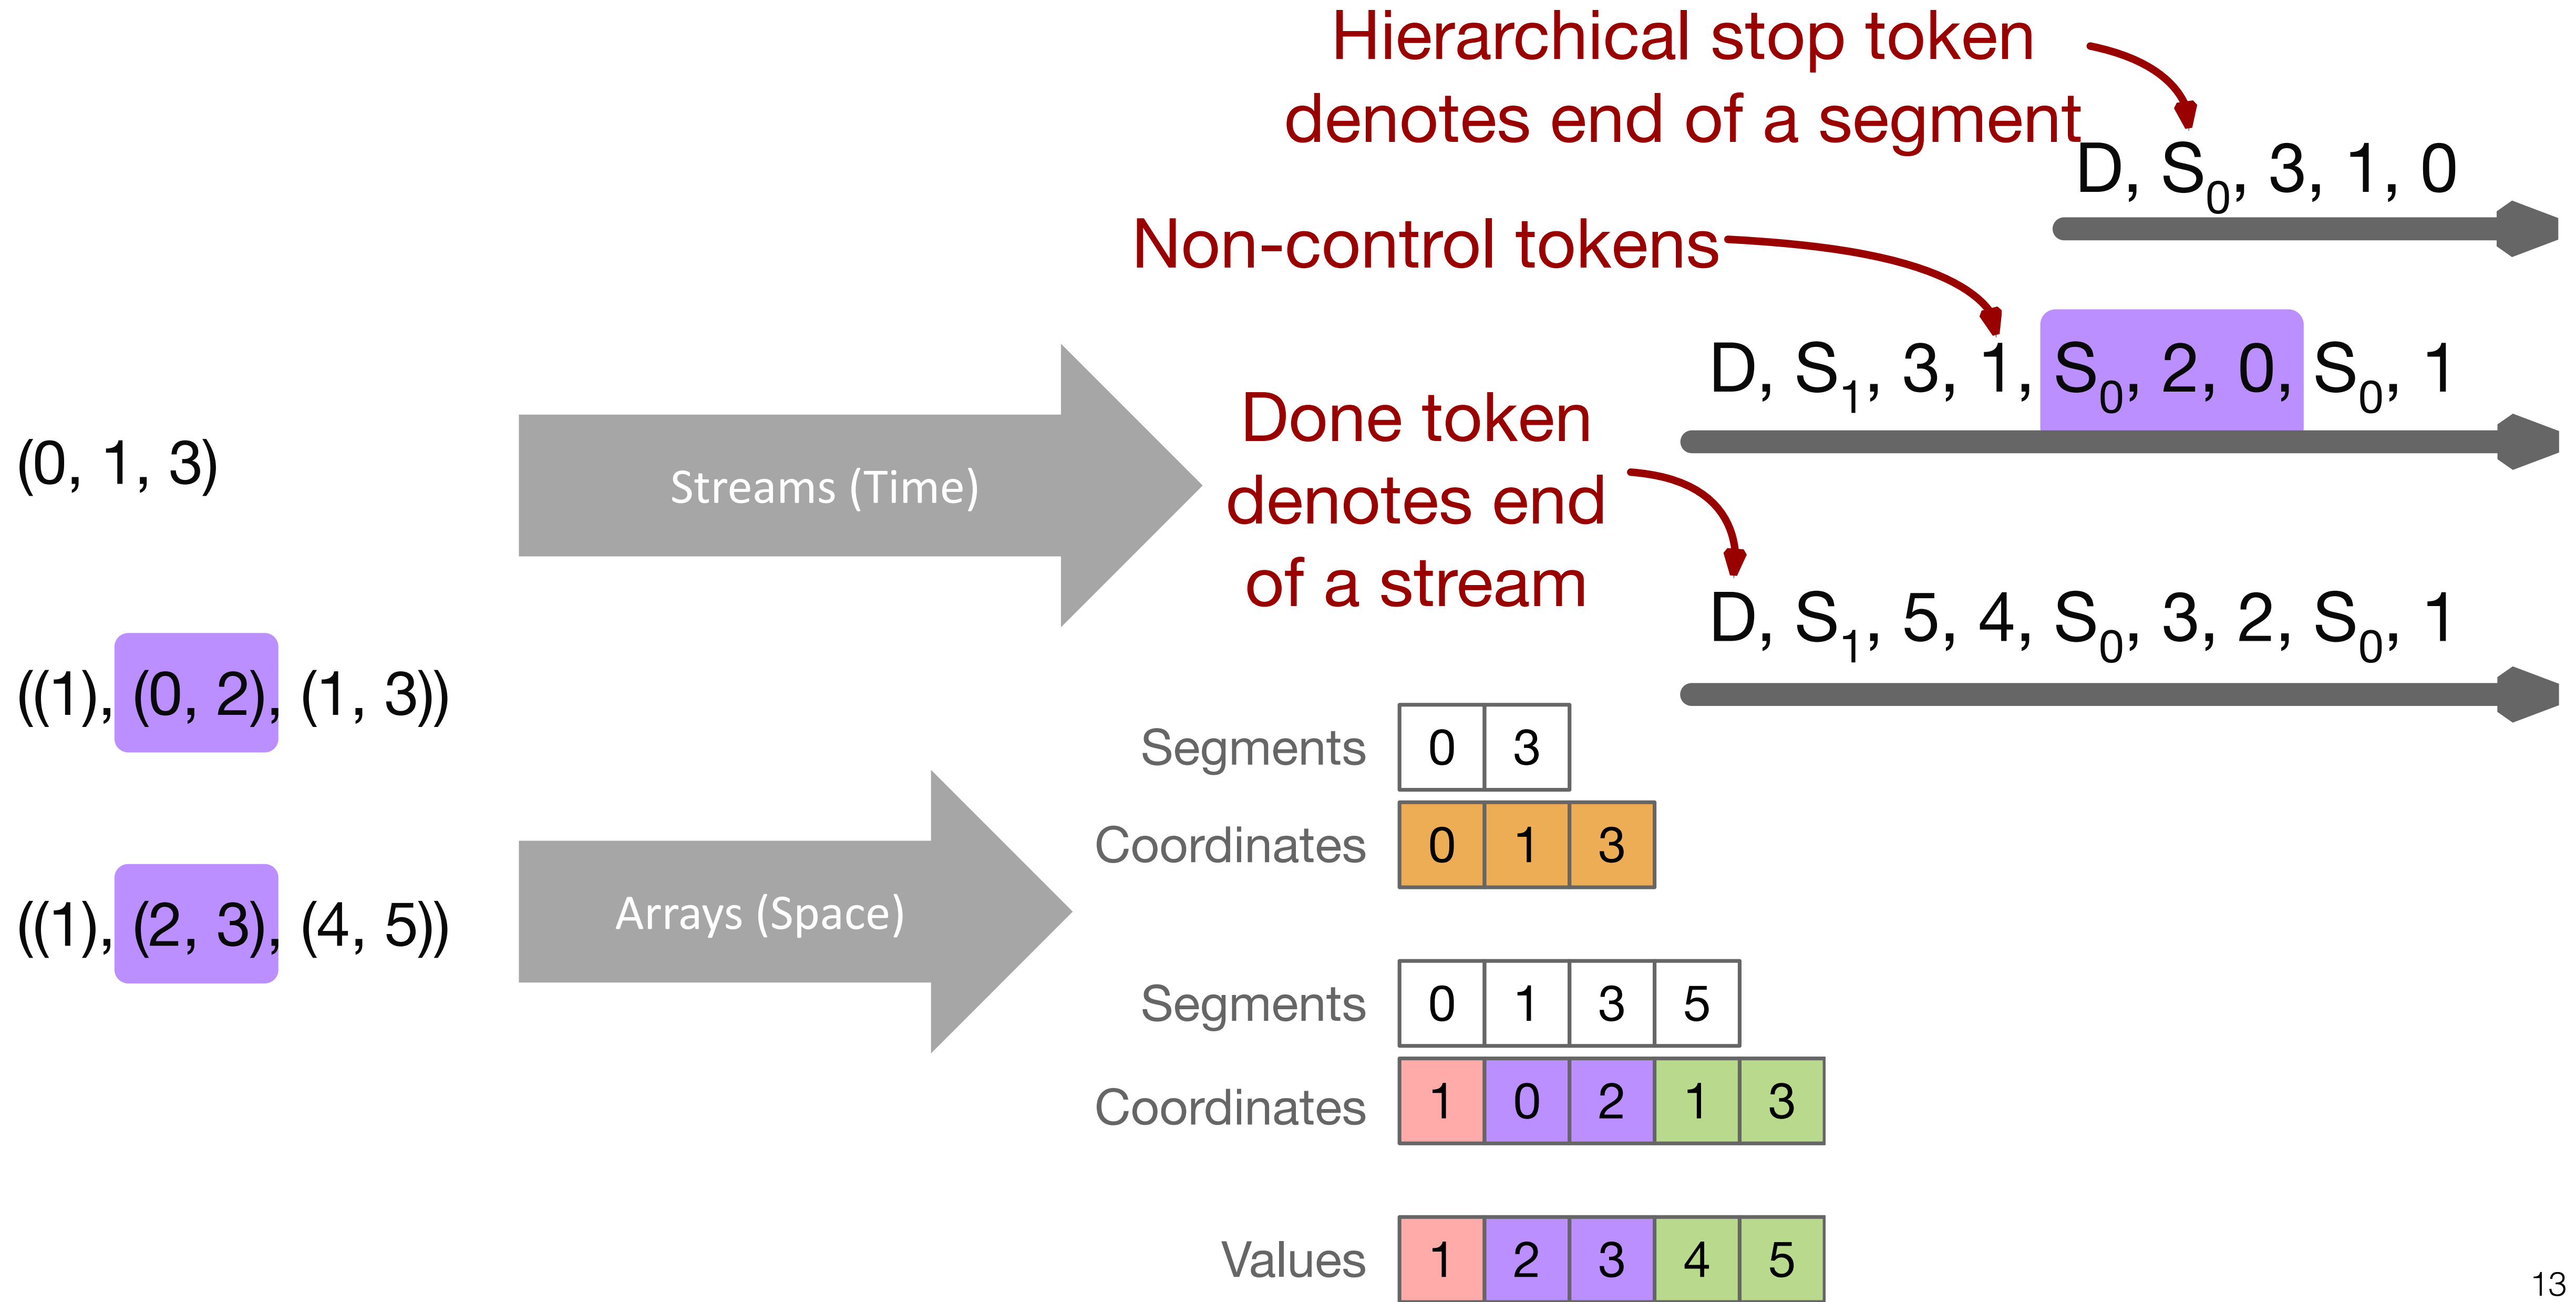 Hierarchical stop token
denotes end of a segment
D, S₀, 3, 1, 0
Non-control tokens
D, S₁, 3, 1, S₀, 2, 0, S₀, 1
Done token
denotes end
of a stream
D, S₁, 5, 4, S₀, 3, 2, S₀, 1
(0, 1, 3)
((1), (0, 2), (1, 3))
((1), (2, 3), (4, 5))
Streams (Time)
Arrays (Space)
Segments 0 3
Coordinates 0 1 3
Segments 0 1 3 5
Coordinates 1 0 2 1 3
Values 1 2 3 4 5
13